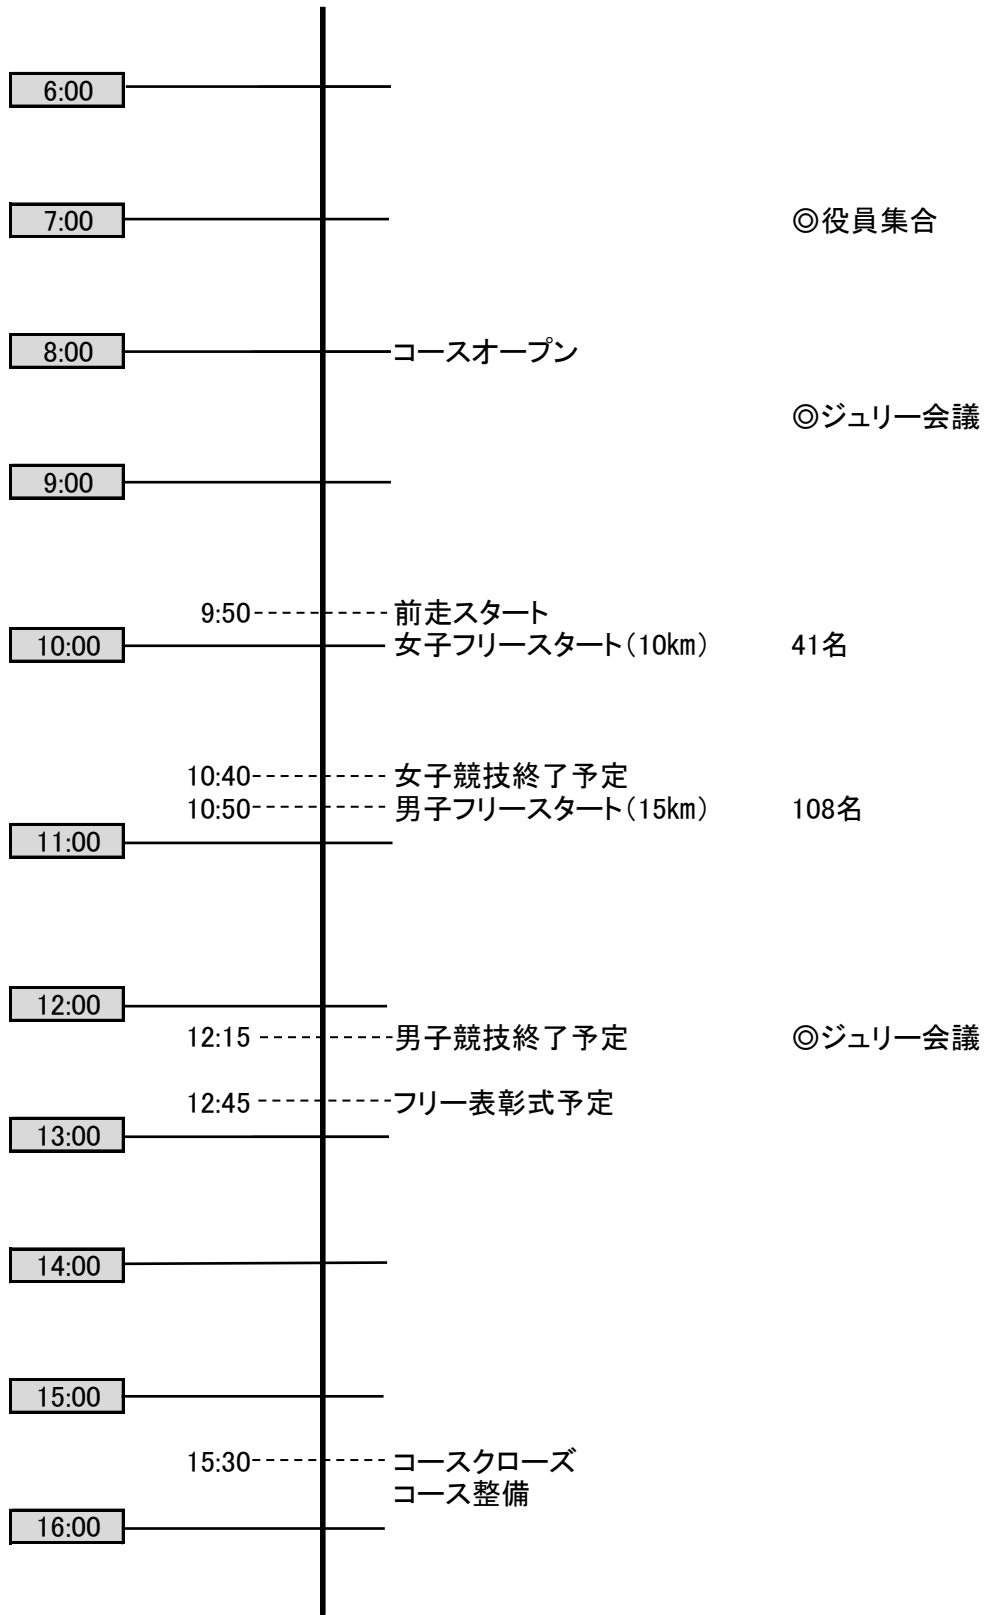 6:00
7:00 ◎役員集合
8:00 コースオープン
◎ジュリー会議
9:00
9:50 前走スタート
10:00 女子フリースタート(10km) 41名
10:40 女子競技終了予定
10:50 男子フリースタート(15km) 108名
11:00
12:00
12:15 男子競技終了予定 ◎ジュリー会議
12:45 フリー表彰式予定
13:00
14:00
15:00
15:30 コースクローズ
コース整備
16:00